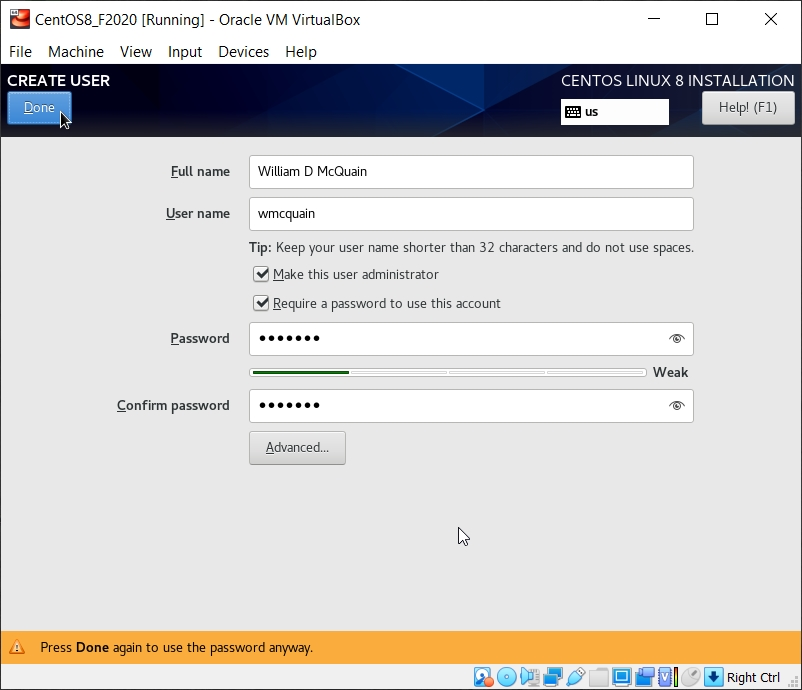 CentOS8_F2020 [Running] - Oracle VM VirtualBox
File Machine View Input Devices Help
CREATE USER
CENTOS LINUX 8 INSTALLATION
Done
us
Help! (F1)
Full name
William D McQuain
User name
wmcquain
Tip: Keep your user name shorter than 32 characters and do not use spaces.
Make this user administrator
Require a password to use this account
Password
•••••••
Weak
Confirm password
•••••••
Advanced...
Press Done again to use the password anyway.
V
Right Ctrl